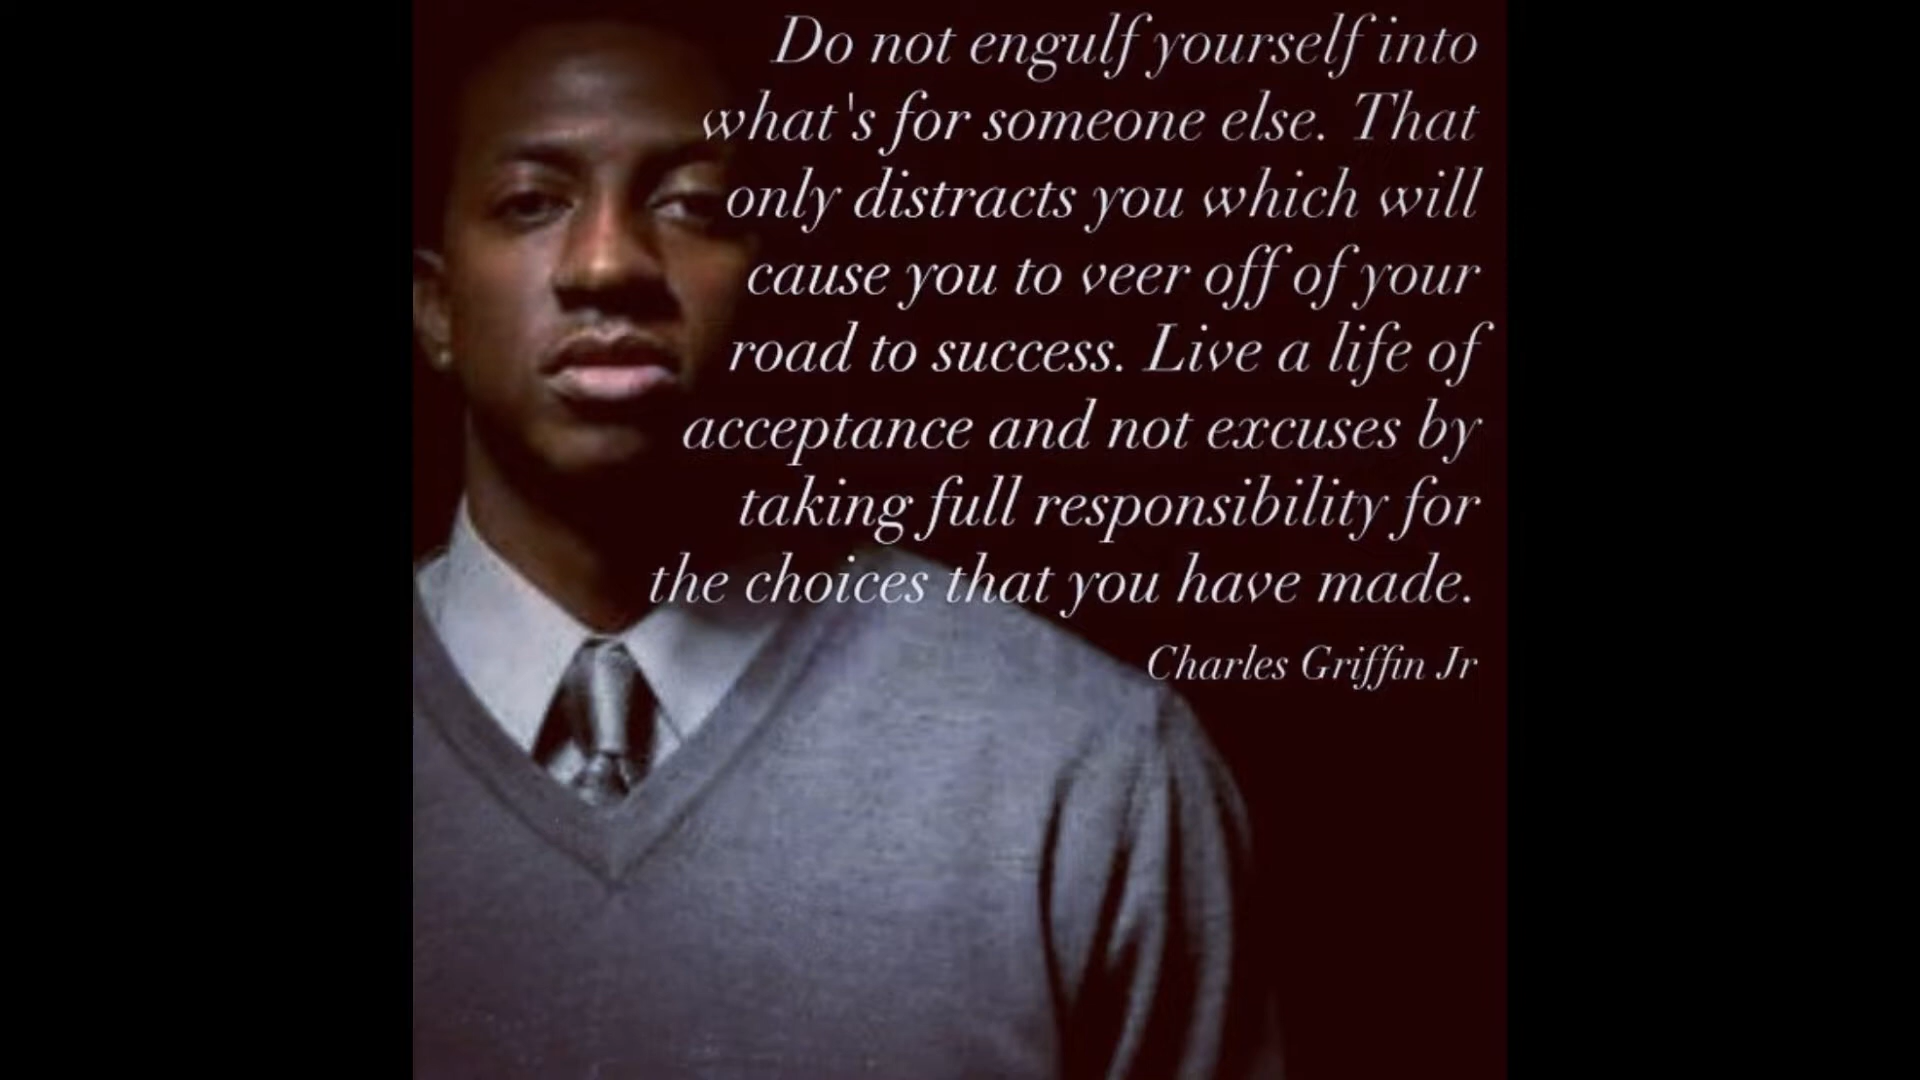 Do not engulf yourself into
what's for someone else. That
only distracts you which will
cause you to veer off of your
road to success. Live a life of
acceptance and not excuses by
taking full responsibility for
the choices that you have made.
Charles Griffin Jr